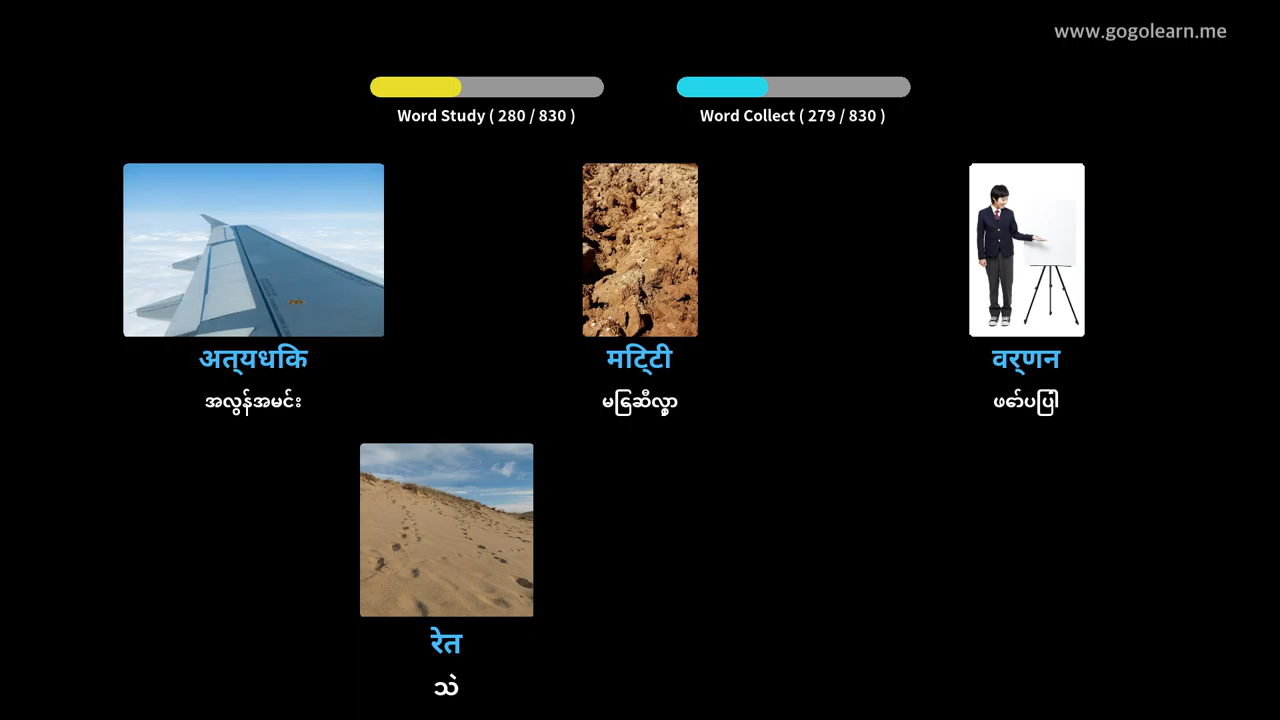 www.gogolearn.me
Word Study ( 280 / 830 )
Word Collect ( 279 / 830 )
अत्यधिक
मिट्टी
वर्णन
အလွန်အမင်း
မြေဆီလွှာ
ဖော်ပြပါ
रेत
သဲ